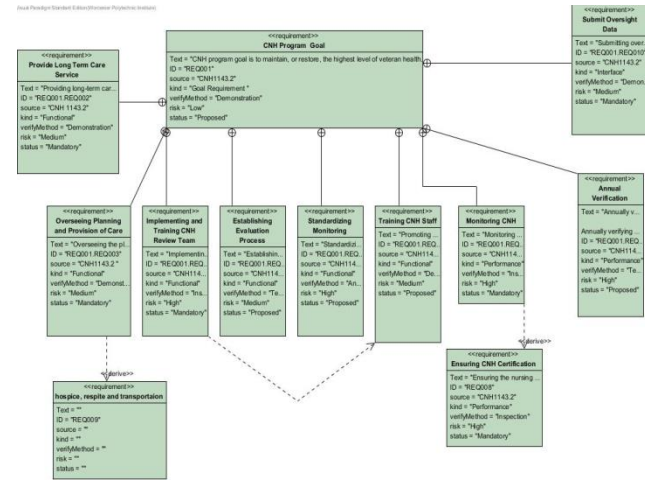 Visual Paradigm Standard Edition(Worcester Polytechnic Institute)
<<requirement>>
CNH Program Goal
Text = "CNH program goal is to maintain, or restore, the highest level of veteran health
ID = "REQ001"
source = "CNH1143.2"
kind = "Goal Requirement "
verifyMethod = "Demonstration"
risk = "Low"
status = "Proposed"
<<requirement>>
Submit Oversight
Data
Text = "Submitting over.
ID = "REQ001.REQ
source = "CNH1143.2"
kind = "Interface"
verifyMethod = "Demon.
risk = "Medium"
status = "Mandatory"
<<requirement>>
Provide Long Term Care
Service
Text = "Providing long-term car...
ID = "REQ001.REQ002"
source = "CNH 1143.2"
kind = "Functional"
verifyMethod = "Demonstration"
risk = "Medium"
status = "Mandatory"
<<requirement>>
Overseeing Planning
and Provision of Care
Text = "Overseeing the pl...
ID = "REQ001.REQ003"
source = "CNH1143.2 "
kind = "Functional"
verifyMethod = "Demonst...
risk = "Medium"
status = "Mandatory"
<<requirement>>
Implementing and
Training CNH
Review Team
Text = "Implementin...
ID = "REQ001.REQ...
source = "CNH114...
kind = "Functional"
verifyMethod = "Ins...
risk = "High"
status = "Mandatory"
<<requirement>>
Establishing
Evaluation
Process
Text = "Establishin...
ID = "REQ001.REQ...
source = "CNH114...
kind = "Functional"
verifyMethod = "Te...
risk = "Medium"
status = "Proposed"
<<requirement>>
Standardizing
Monitoring
Text = "Standardizi...
ID = "REQ001.REQ...
source = "CNH114...
kind = "Functional"
verifyMethod = "An...
risk = "High"
status = "Proposed"
<<requirement>>
Training CNH Staff
Text = "Promoting ...
ID = "REQ001.REQ...
source = "CNH114...
kind = "Functional"
verifyMethod = "De...
risk = "Medium"
status = "Proposed"
<<requirement>>
Monitoring CNH
Text = "Monitoring ...
ID = "REQ001.REQ...
source = "CNH114...
kind = "Performance"
verifyMethod = "Ins...
risk = "High"
status = "Mandatory"
<<requirement>>
Annual
Verification
Text = "Annually v...
Annually verifying ...
ID = "REQ001.REQ...
source = "CNH114...
kind = "Performance"
verifyMethod = "Te...
risk = "High"
status = "Proposed"
<<derive>>
<<requirement>>
hospice, respite and transportaion
Text = ""
ID = "REQ009"
source = ""
kind = ""
verifyMethod = ""
risk = ""
status = ""
<<derive>>
<<requirement>>
Ensuring CNH Certification
Text = "Ensuring the nursing ...
ID = "REQ008"
source = "CNH1143.2"
kind = "Performance"
verifyMethod = "Inspection"
risk = "High"
status = "Mandatory"